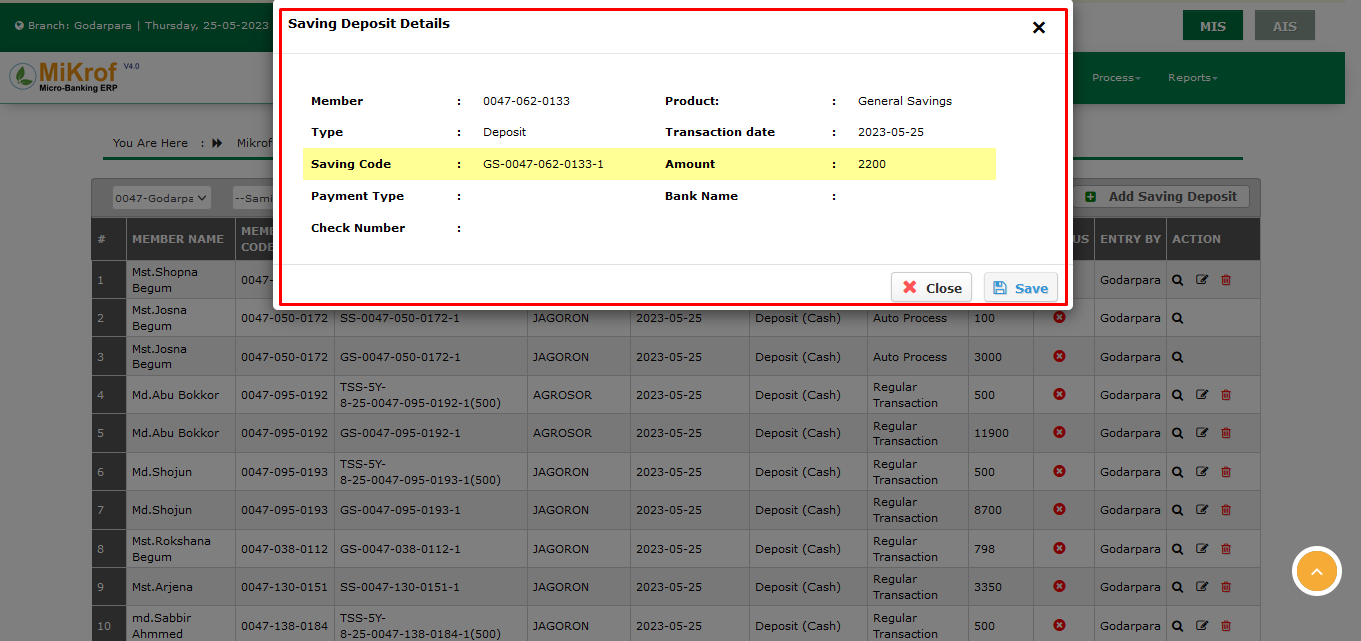 Branch: Godarpara | Thursday, 25-05-2023
MIS
AIS
MiKrof V4.0
Micro-Banking ERP
Process
Reports
Saving Deposit Details
Member : 0047-062-0133 Product: : General Savings
Type : Deposit Transaction date : 2023-05-25
Saving Code : GS-0047-062-0133-1 Amount : 2200
Payment Type : Bank Name :
Check Number :
Close
Save
You Are Here : Mikrof
0047-Godarpa
--Sami
Add Saving Deposit
# MEMBER NAME ENTRY BY ACTION
1 Mst.Shopna Begum Godarpara
2 Mst.Josna Begum 0047-050-0172 SS-0047-050-0172-1 JAGORON 2023-05-25 Deposit (Cash) Auto Process 100 Godarpara
3 Mst.Josna Begum 0047-050-0172 GS-0047-050-0172-1 JAGORON 2023-05-25 Deposit (Cash) Auto Process 3000 Godarpara
4 Md.Abu Bokkor 0047-095-0192 TSS-5Y-8-25-0047-095-0192-1(500) AGROSOR 2023-05-25 Deposit (Cash) Regular Transaction 500 Godarpara
5 Md.Abu Bokkor 0047-095-0192 GS-0047-095-0192-1 AGROSOR 2023-05-25 Deposit (Cash) Regular Transaction 11900 Godarpara
6 Md.Shojun 0047-095-0193 TSS-5Y-8-25-0047-095-0193-1(500) JAGORON 2023-05-25 Deposit (Cash) Regular Transaction 500 Godarpara
7 Md.Shojun 0047-095-0193 GS-0047-095-0193-1 JAGORON 2023-05-25 Deposit (Cash) Regular Transaction 8700 Godarpara
8 Mst.Rokshana Begum 0047-038-0112 GS-0047-038-0112-1 JAGORON 2023-05-25 Deposit (Cash) Regular Transaction 798 Godarpara
9 Mst.Arjena 0047-130-0151 SS-0047-130-0151-1 JAGORON 2023-05-25 Deposit (Cash) Regular Transaction 3350 Godarpara
10 md.Sabbir Ahmmed 0047-138-0184 TSS-5Y-8-25-0047-138-0184-1(500) JAGORON 2023-05-25 Deposit (Cash) Regular Transaction 500 Godarpara